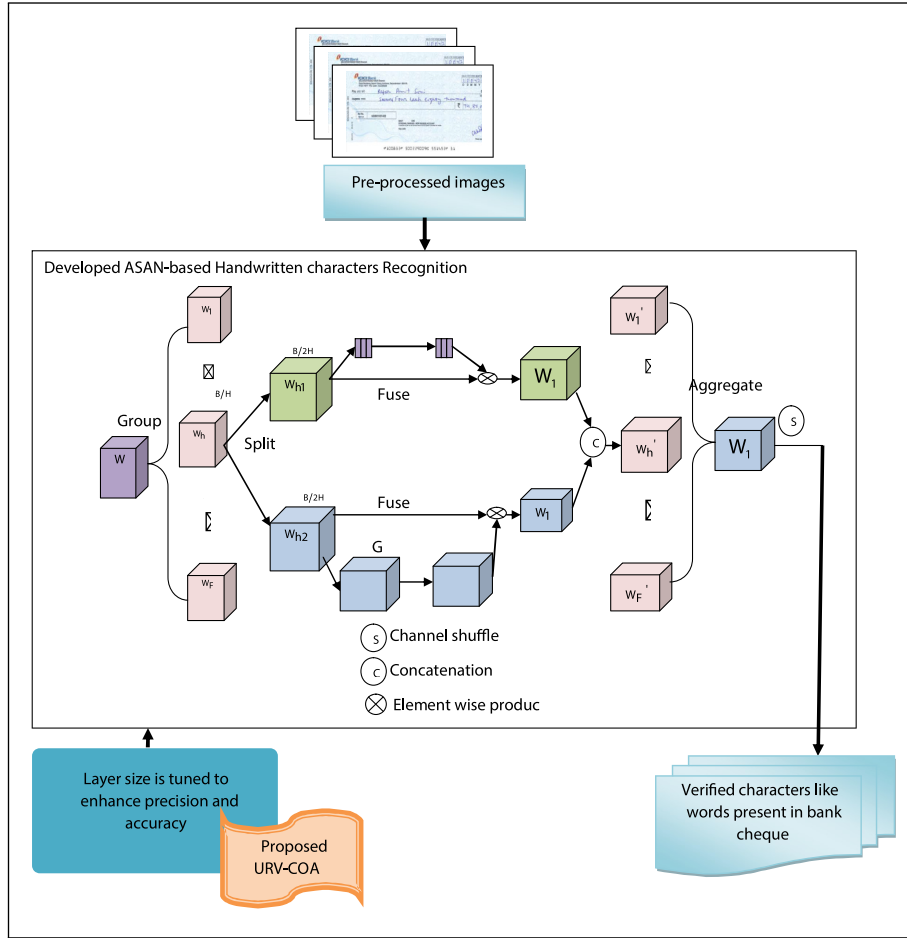 Pre-processed images
Developed ASAN-based Handwritten characters Recognition
W1
B/H
Group
W
Wh
Split
WF
B/2H
Wh1
Fuse
W1
B/2H
Wh2
Fuse
G
W1
C
W1'
Wh'
WF'
Aggregate
W1
S
S Channel shuffle
C Concatenation
Element wise produc
Layer size is tuned to
enhance precision and
accuracy
Proposed
URV-COA
Verified characters like
words present in bank
cheque